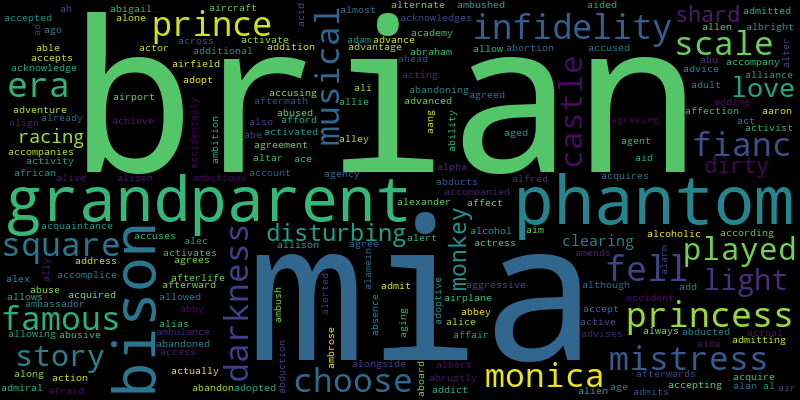 ah abigail aircraft acid almost alternate ambushed aided admitted
accepted alone prince musical acknowledges infidelity shard
ad ago actor across activate adam advance academy abortion allen albright
able additional addition advantage abraham allow accused scale alter
accepts airfield ahead accompany
acknowledge adopt brian acting abandoning agreed advice abu alliance
era airport aftermath accusing ali advanced castle adult love
adventure achieve abused allie aang ability adding
align already accidentally ambition also afford alley aged agreeing affection aaron
racing abe activated agent act activist
accompanies agreement ace aid fianc
activity altar alpha dirty
african alive alison ambitious account agency abducts alfred acquires
grandparent alexander accompanied affect phantom
acquaintance disturbing monkey alcohol aim alcoholic according
square accuses alec allison agree alert actress clearing amends
address activates alameine alarm played
alex accomplice agrees darkness afterlife admit adoptive aggressive although fell add light
abuse ally afterward alerted absence airplane accident
allows acquired bison allowed ambush mia aging abbey accept abducted princess
ambassador alias abby alice active always actual
famous abusive ambulance ambrose affair advises aide admitting
allowing abandoned access abduction
story actually alongside albert mistress
along action abandon adopted choose aboard abruptly monica afterwards accepting acquire
admiral afraid addict alien age admits alan al air